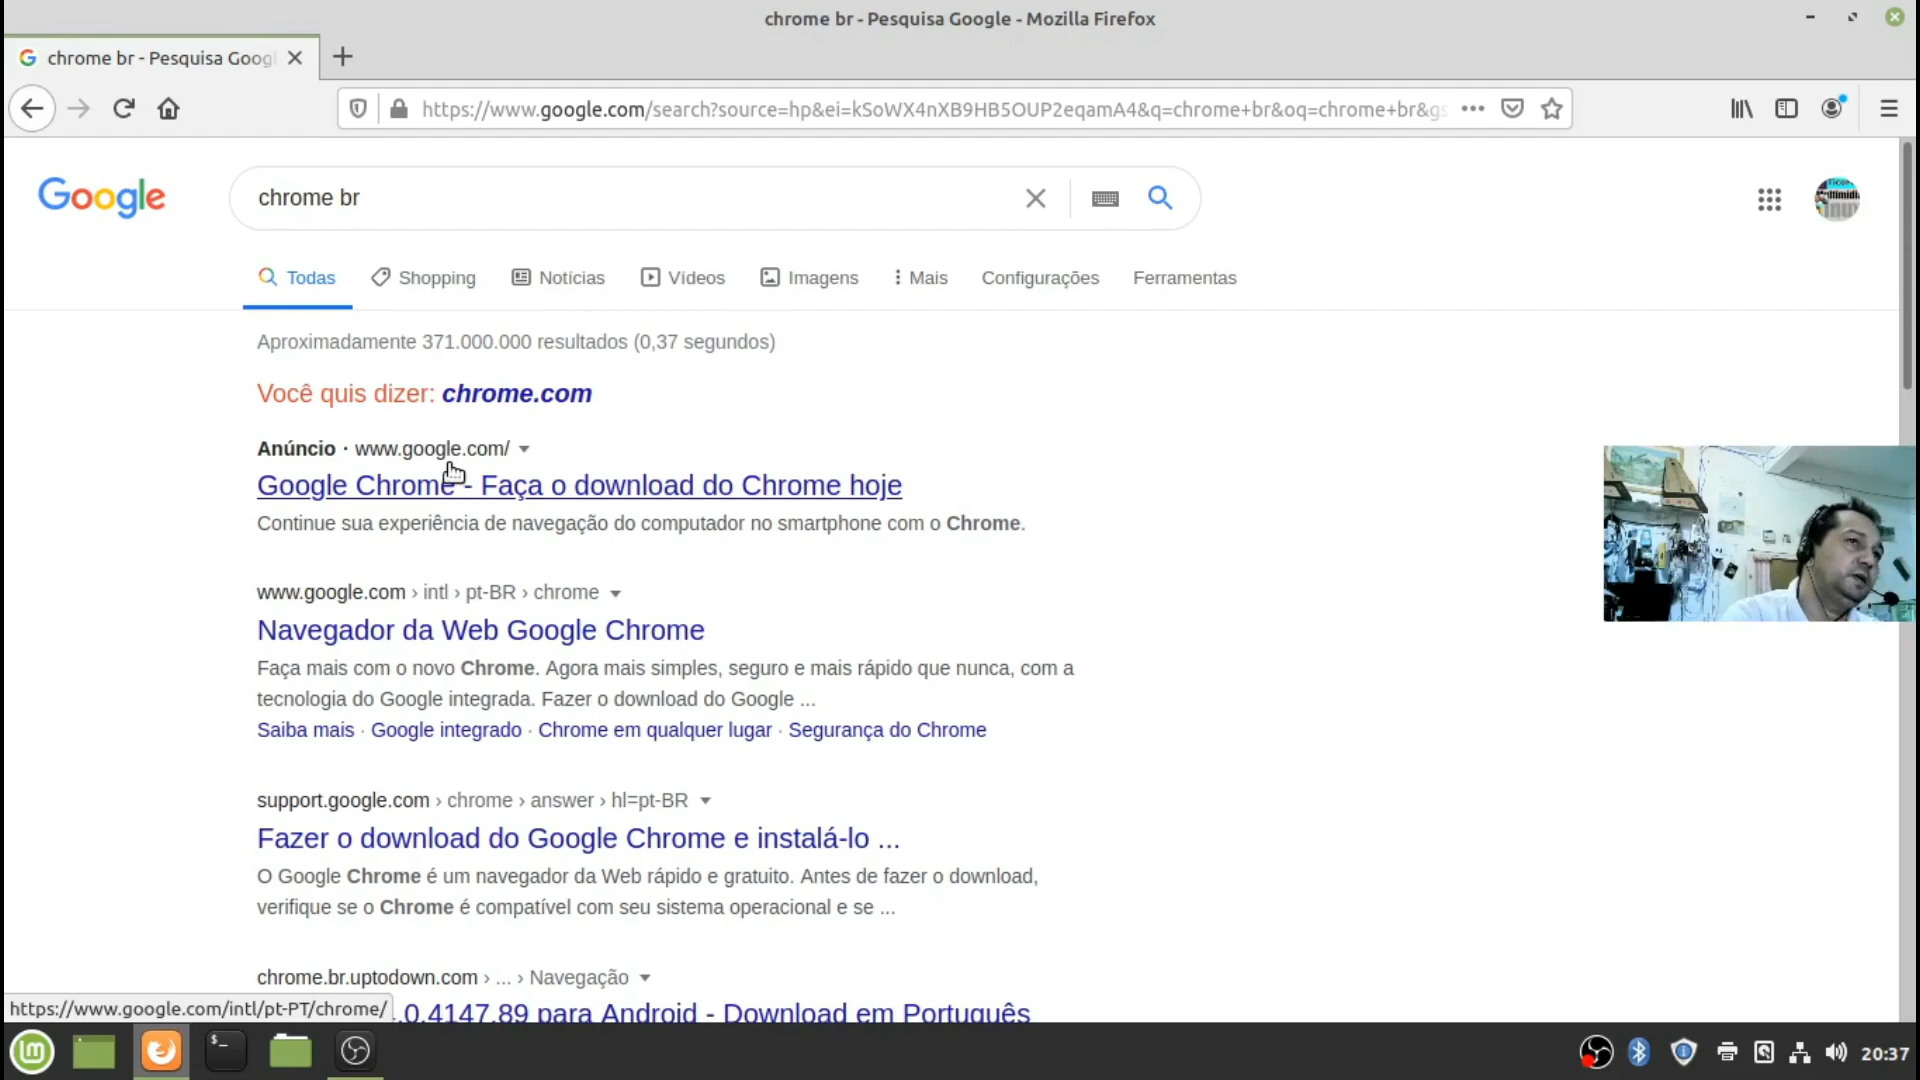 chrome br - Pesquisa Google - Mozilla Firefox
chrome br - Pesquisa Goog
https://www.google.com/search?source=hp&ei=kSoWX4nXB9HB5OUP2eqamA4&q=chrome+br&oq=chrome+br&gs
Google
chrome br
Todas
Shopping
Notícias
Vídeos
Imagens
Mais
Configurações
Ferramentas
Aproximadamente 371.000.000 resultados (0,37 segundos)
Você quis dizer: chrome.com
Anúncio · www.google.com/
Google Chrome - Faça o download do Chrome hoje
Continue sua experiência de navegação do computador no smartphone com o Chrome.
www.google.com › intl › pt-BR › chrome
Navegador da Web Google Chrome
Faça mais com o novo Chrome. Agora mais simples, seguro e mais rápido que nunca, com a
tecnologia do Google integrada. Fazer o download do Google ...
Saiba mais · Google integrado · Chrome em qualquer lugar · Segurança do Chrome
support.google.com › chrome › answer › hl=pt-BR
Fazer o download do Google Chrome e instalá-lo ...
O Google Chrome é um navegador da Web rápido e gratuito. Antes de fazer o download,
verifique se o Chrome é compatível com seu sistema operacional e se ...
chrome.br.uptodown.com › ... › Navegação
.0.4147.89 para Android - Download em Português
https://www.google.com/intl/pt-PT/chrome/
20:37